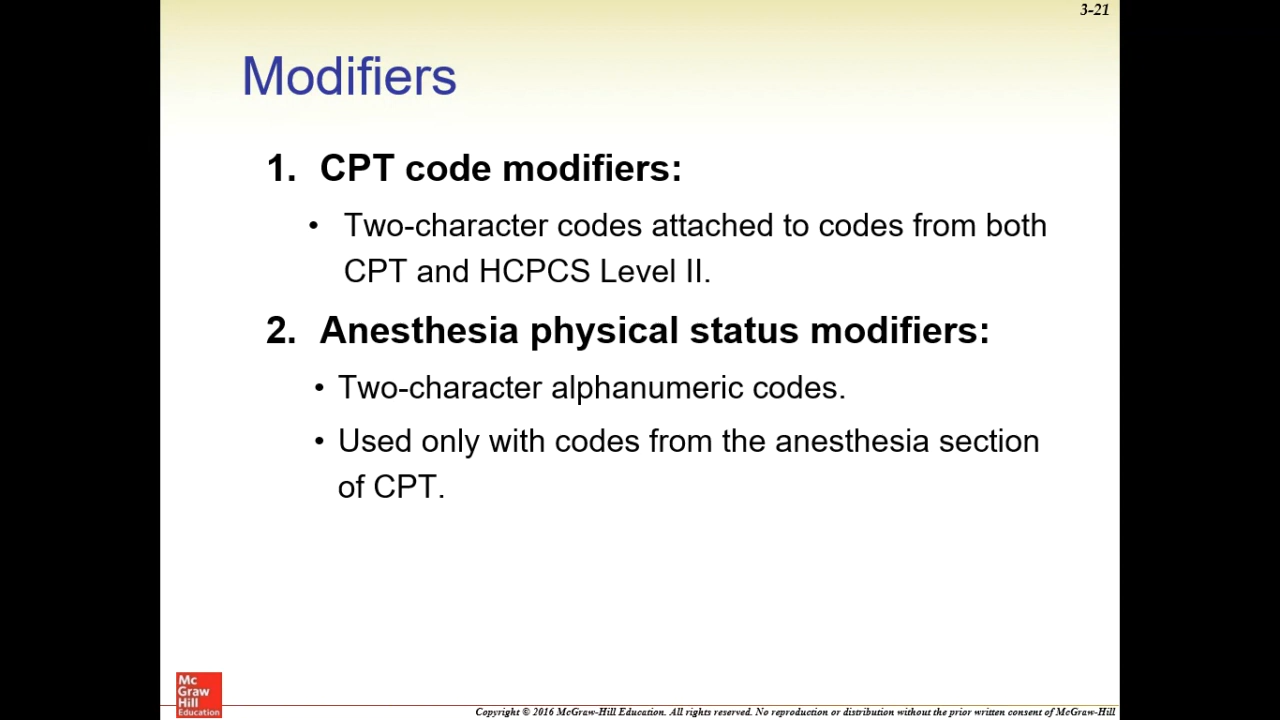 3-21
Modifiers
1. CPT code modifiers:
• Two-character codes attached to codes from both
CPT and HCPCS Level II.
2. Anesthesia physical status modifiers:
• Two-character alphanumeric codes.
• Used only with codes from the anesthesia section
of CPT.
Mc
Graw
Hill
Education
Copyright © 2016 McGraw-Hill Education. All rights reserved. No reproduction or distribution without the prior written consent of McGraw-Hill